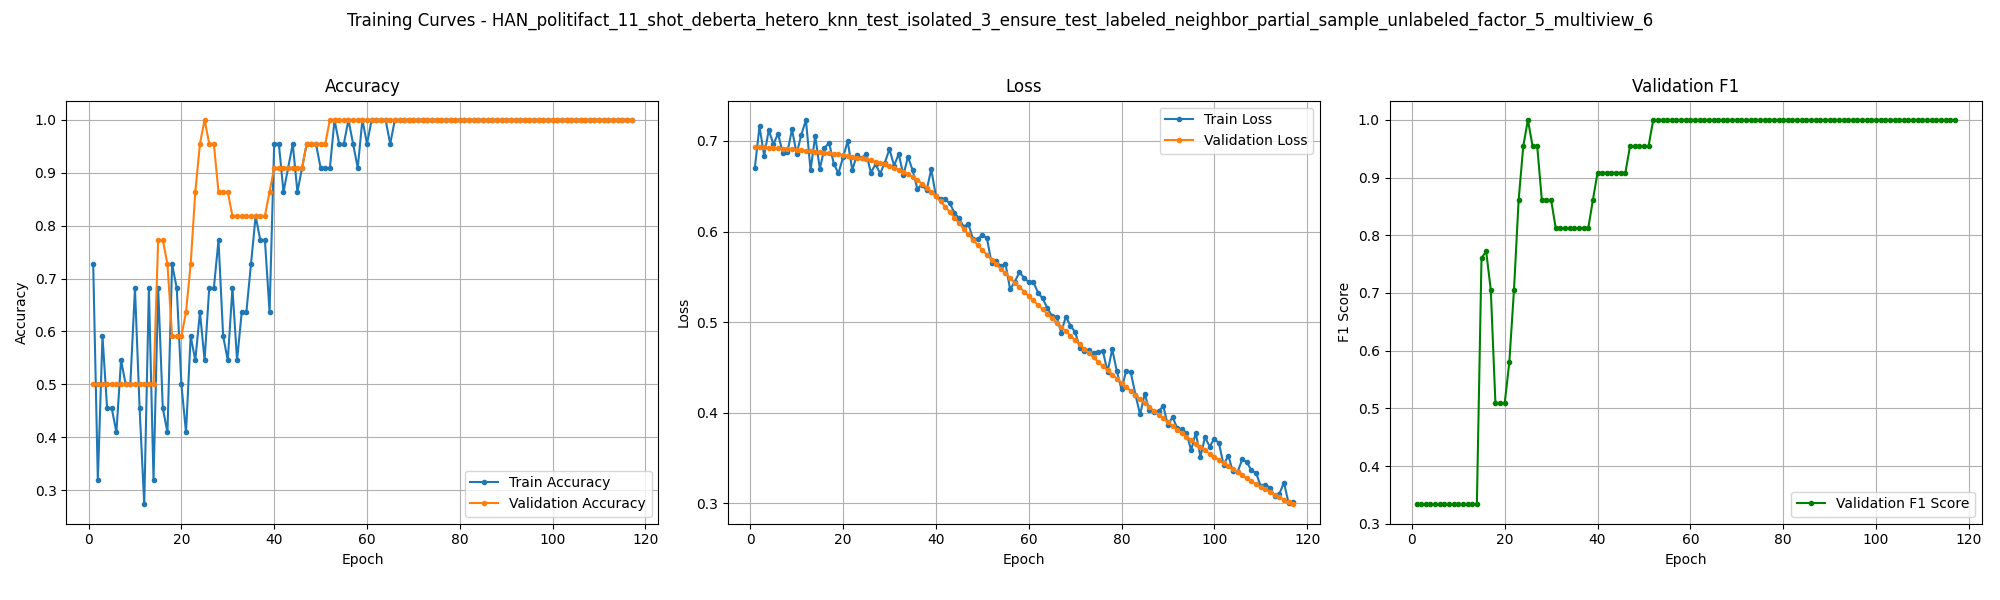 Training Curves - HAN_politifact_11_shot_deberta_hetero_knn_test_isolated_3_ensure_test_labeled_neighbor_partial_sample_unlabeled_factor_5_multiview_6
Accuracy
Accuracy
1.0
0.9
0.8
0.7
0.6
0.5
0.4
0.3
Train Accuracy
Validation Accuracy
0 20 40 60 80 100 120
Epoch
Loss
Loss
0.7
0.6
0.5
0.4
0.3
Train Loss
Validation Loss
0 20 40 60 80 100 120
Epoch
Validation F1
F1 Score
1.0
0.9
0.8
0.7
0.6
0.5
0.4
0.3
Validation F1 Score
0 20 40 60 80 100 120
Epoch